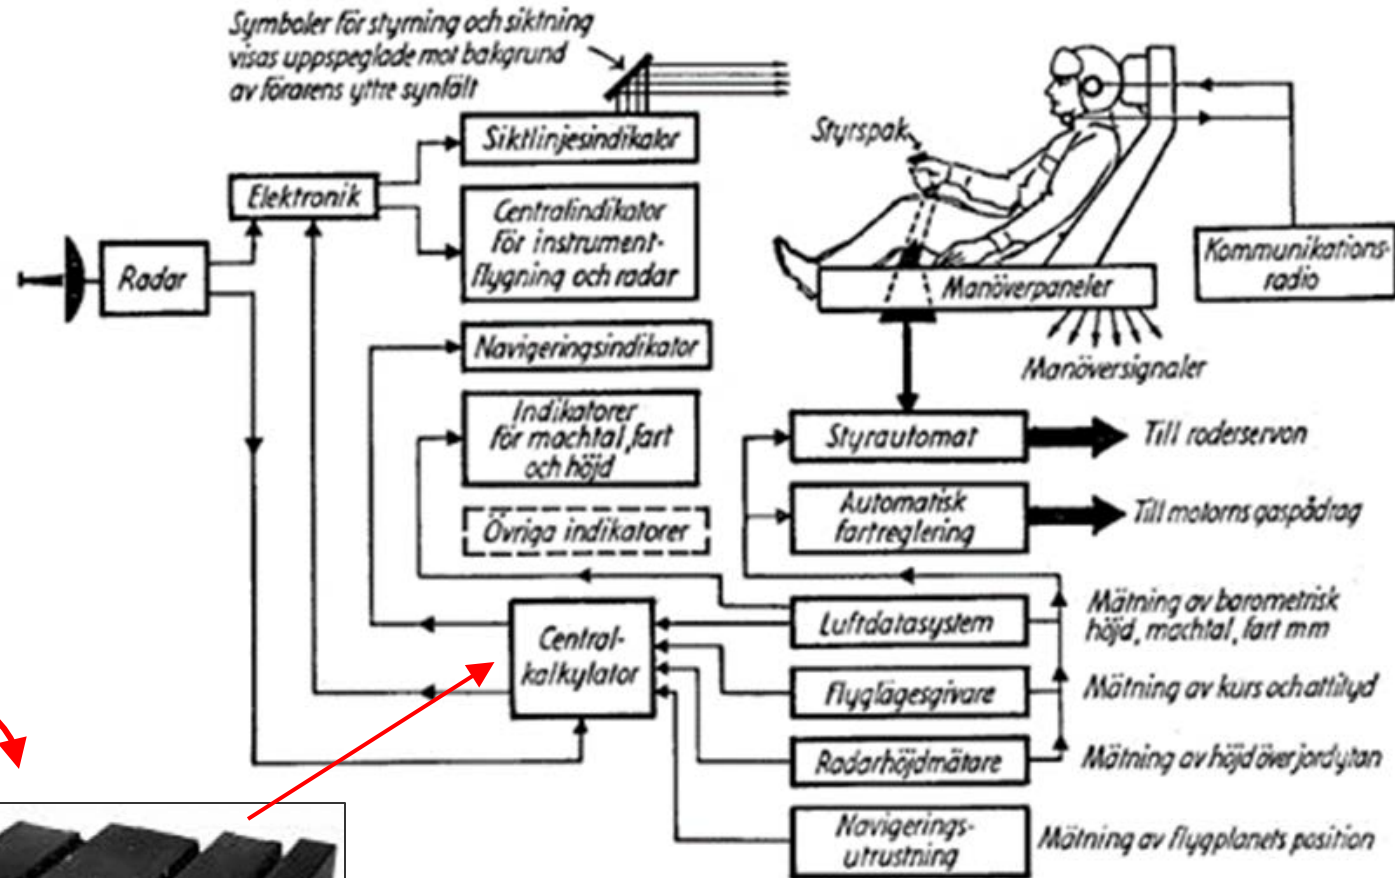 Symboler för styrning och siktning
visas uppspeglade mot bakgrund
av förarens yttre synfält
Siktlinjesindikator
Styrspak
Elektronik
Centralindikator
för instrument-
flygning och radar
Radar
Kommunikations-
radio
Manöverpaneler
Navigeringsindikator
Manöversignaler
Indikatorer
för machtal, fart
och höjd
Styrautomat
Till roderservon
Övriga indikatorer
Automatisk
fartreglering
Till motorns gaspådrag
Central-
kalkylator
Luftdatasystem
Mätning av barometrisk
höjd, machtal, fart mm
Flyglägesgivare
Mätning av kurs och attityd
Radarhöjdmätare
Mätning av höjd över jordytan
Navigerings-
utrustning
Mätning av flygplanets position